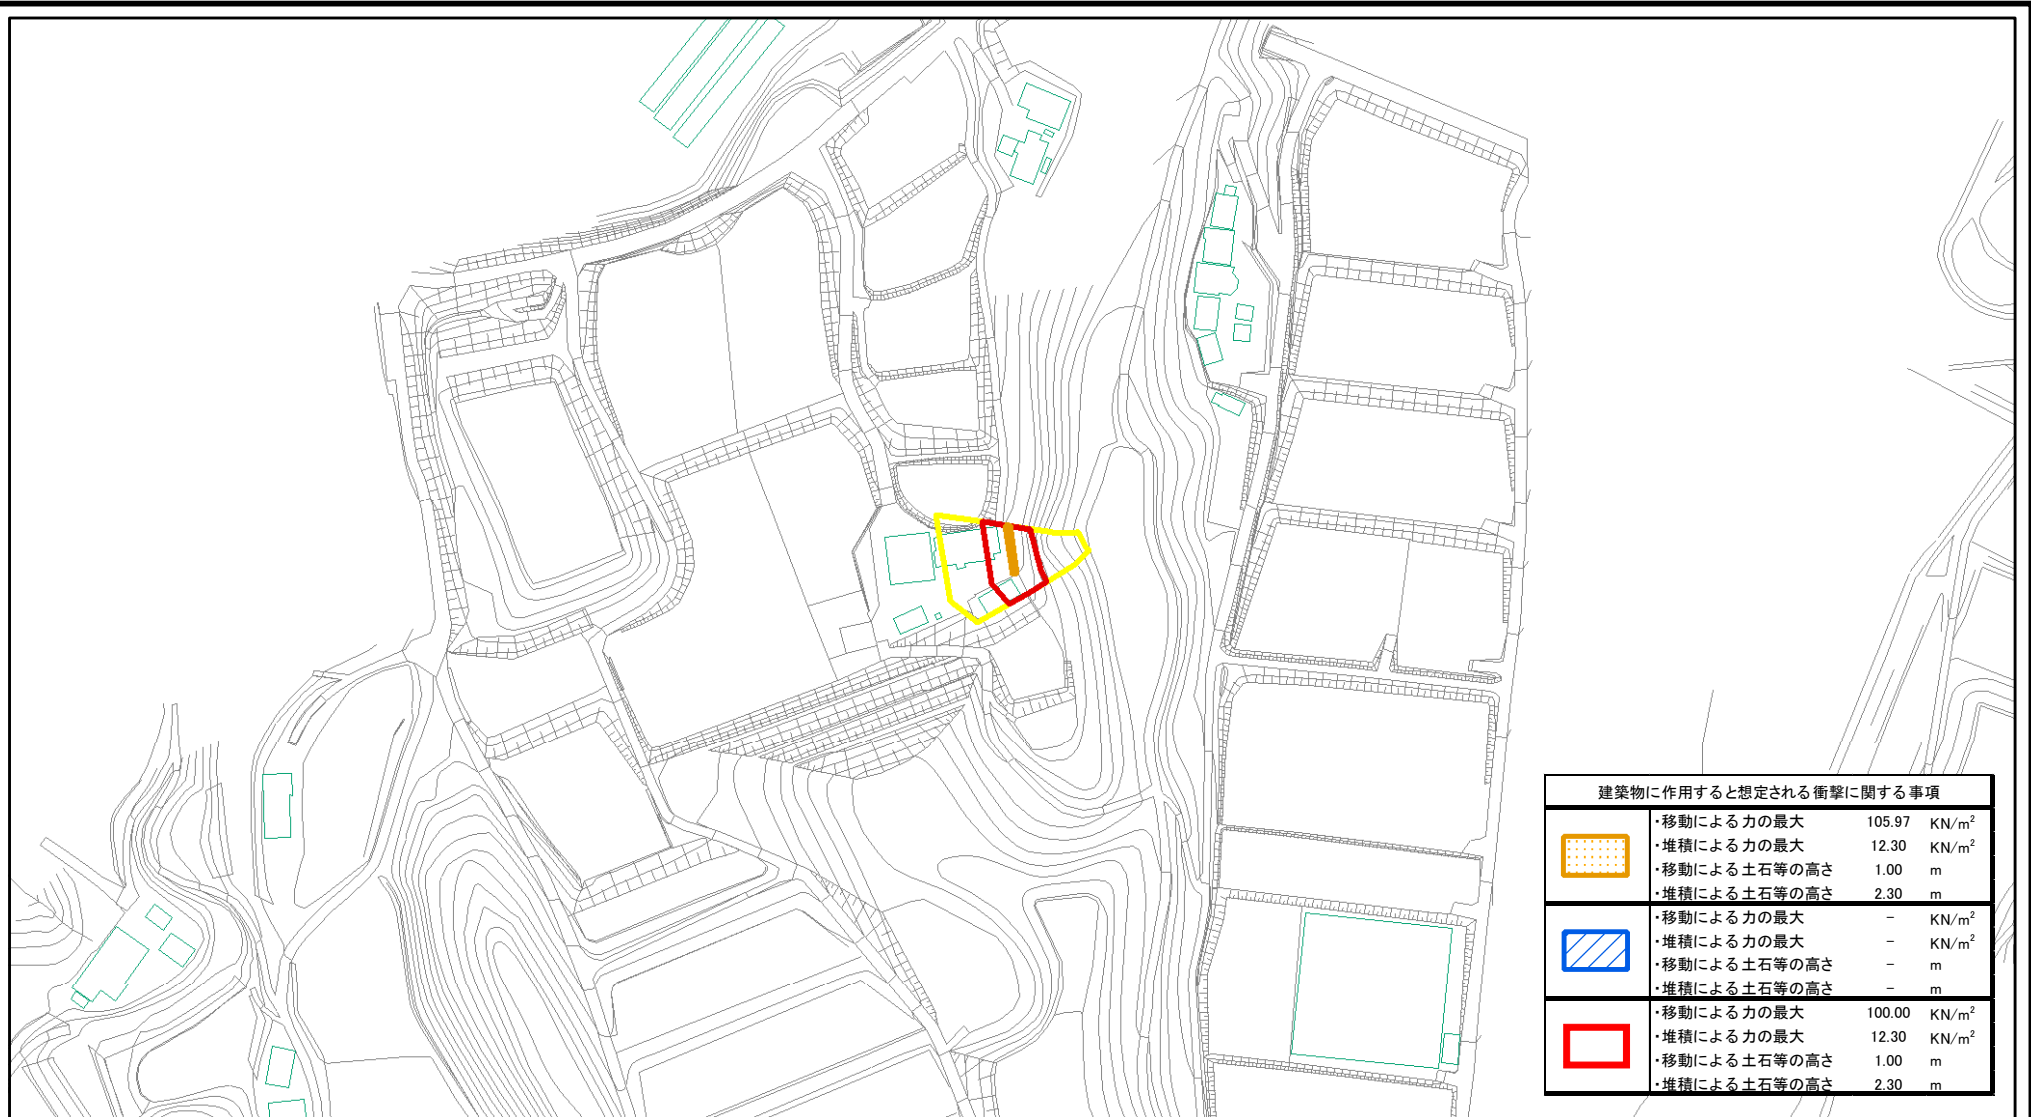 建築物に作用すると想定される衝撃に関する事項
・移動による力の最大 105.97 KN/m²
・堆積による力の最大 12.30 KN/m²
・移動による土石等の高さ 1.00 m
・堆積による土石等の高さ 2.30 m
・移動による力の最大 － KN/m²
・堆積による力の最大 － KN/m²
・移動による土石等の高さ － m
・堆積による土石等の高さ － m
・移動による力の最大 100.00 KN/m²
・堆積による力の最大 12.30 KN/m²
・移動による土石等の高さ 1.00 m
・堆積による土石等の高さ 2.30 m